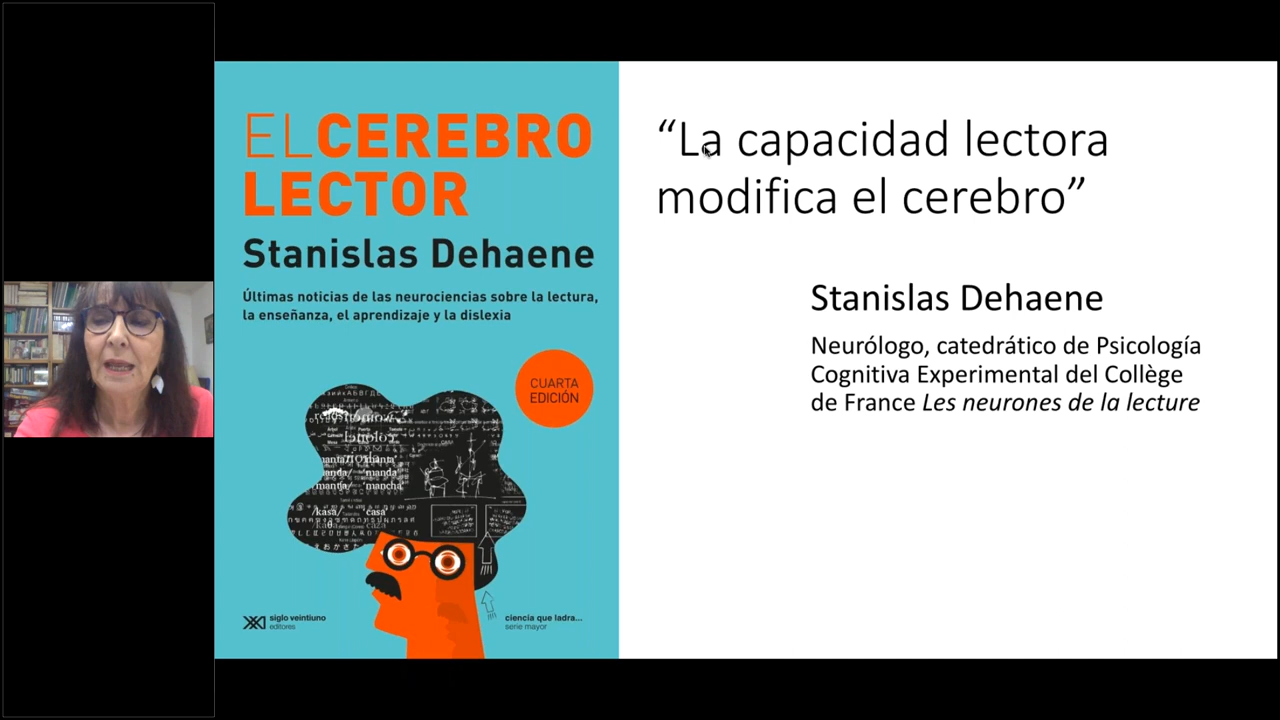 EL CEREBRO
LECTOR
Stanislas Dehaene
Últimas noticias de las neurociencias sobre la lectura,
la enseñanza, el aprendizaje y la dislexia
CUARTA
EDICIÓN
/kasa/ 'casa'
siglo veintiuno
editores
ciencia que ladra...
serie mayor
“La capacidad lectora
modifica el cerebro”
Stanislas Dehaene
Neurólogo, catedrático de Psicología
Cognitiva Experimental del Collège
de France Les neurones de la lecture